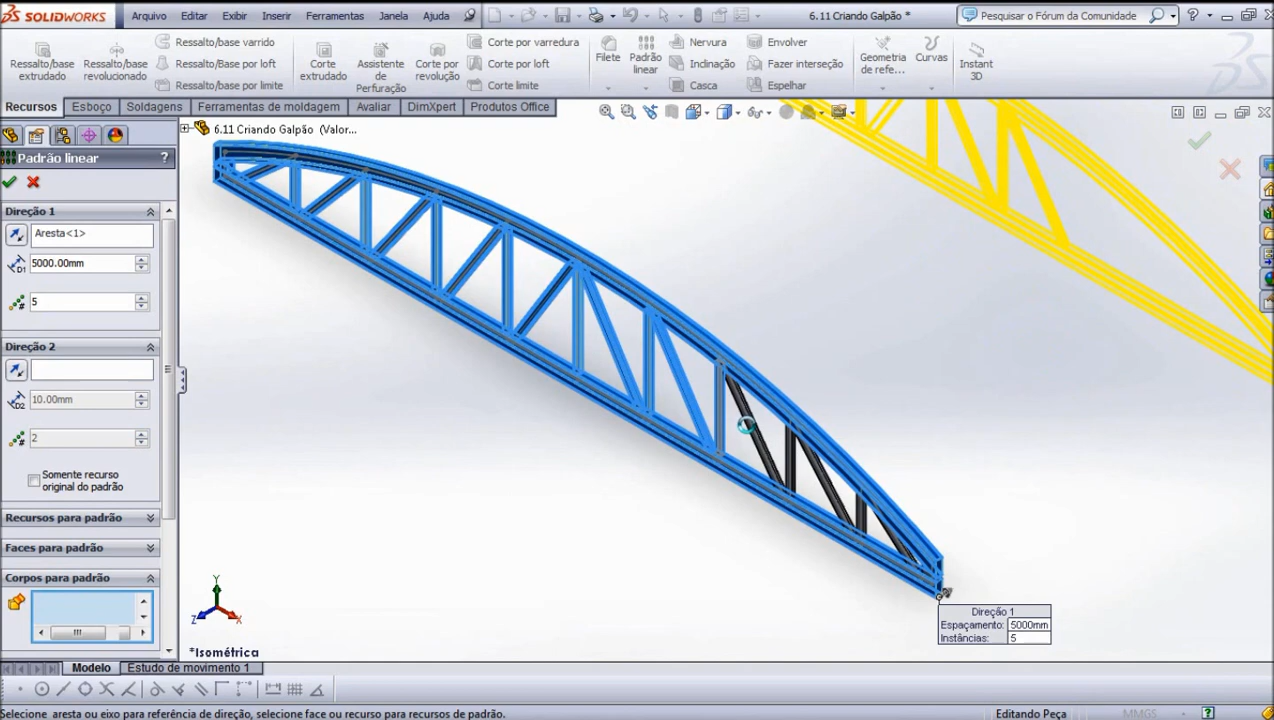 SOLIDWORKS Arquivo Editar Exibir Inserir Ferramentas Janela Ajuda 6.11 Criando Galpão * Pesquisar o Fórum da Comunidade ?
Ressalto/base extrudado
Ressalto/base revolucionado
Ressalto/base varrido
Ressalto/base por loft
Ressalto/base por limite
Corte extrudado
Assistente de Perfuração
Corte por revolução
Corte por varredura
Corte por loft
Corte limite
Filete
Padrão linear
Nervura
Inclinação
Casca
Envolver
Fazer interseção
Espelhar
Geometria de refe...
Curvas
Instant 3D
Recursos Esboço Soldagens Ferramentas de moldagem Avaliar DimXpert Produtos Office
6.11 Criando Galpão (Valor...
Padrão linear ?
Direção 1
Aresta<1>
D1 5000.00mm
5
Direção 2
D2 10.00mm
2
Somente recurso
original do padrão
Recursos para padrão
Faces para padrão
Corpos para padrão
Y
Z X
*Isométrica
Direção 1
Espaçamento: 5000mm
Instâncias: 5
Modelo Estudo de movimento 1
Selecione aresta ou eixo para referência de direção, selecione face ou recurso para recursos de padrão. Editando Peça MMGS ?